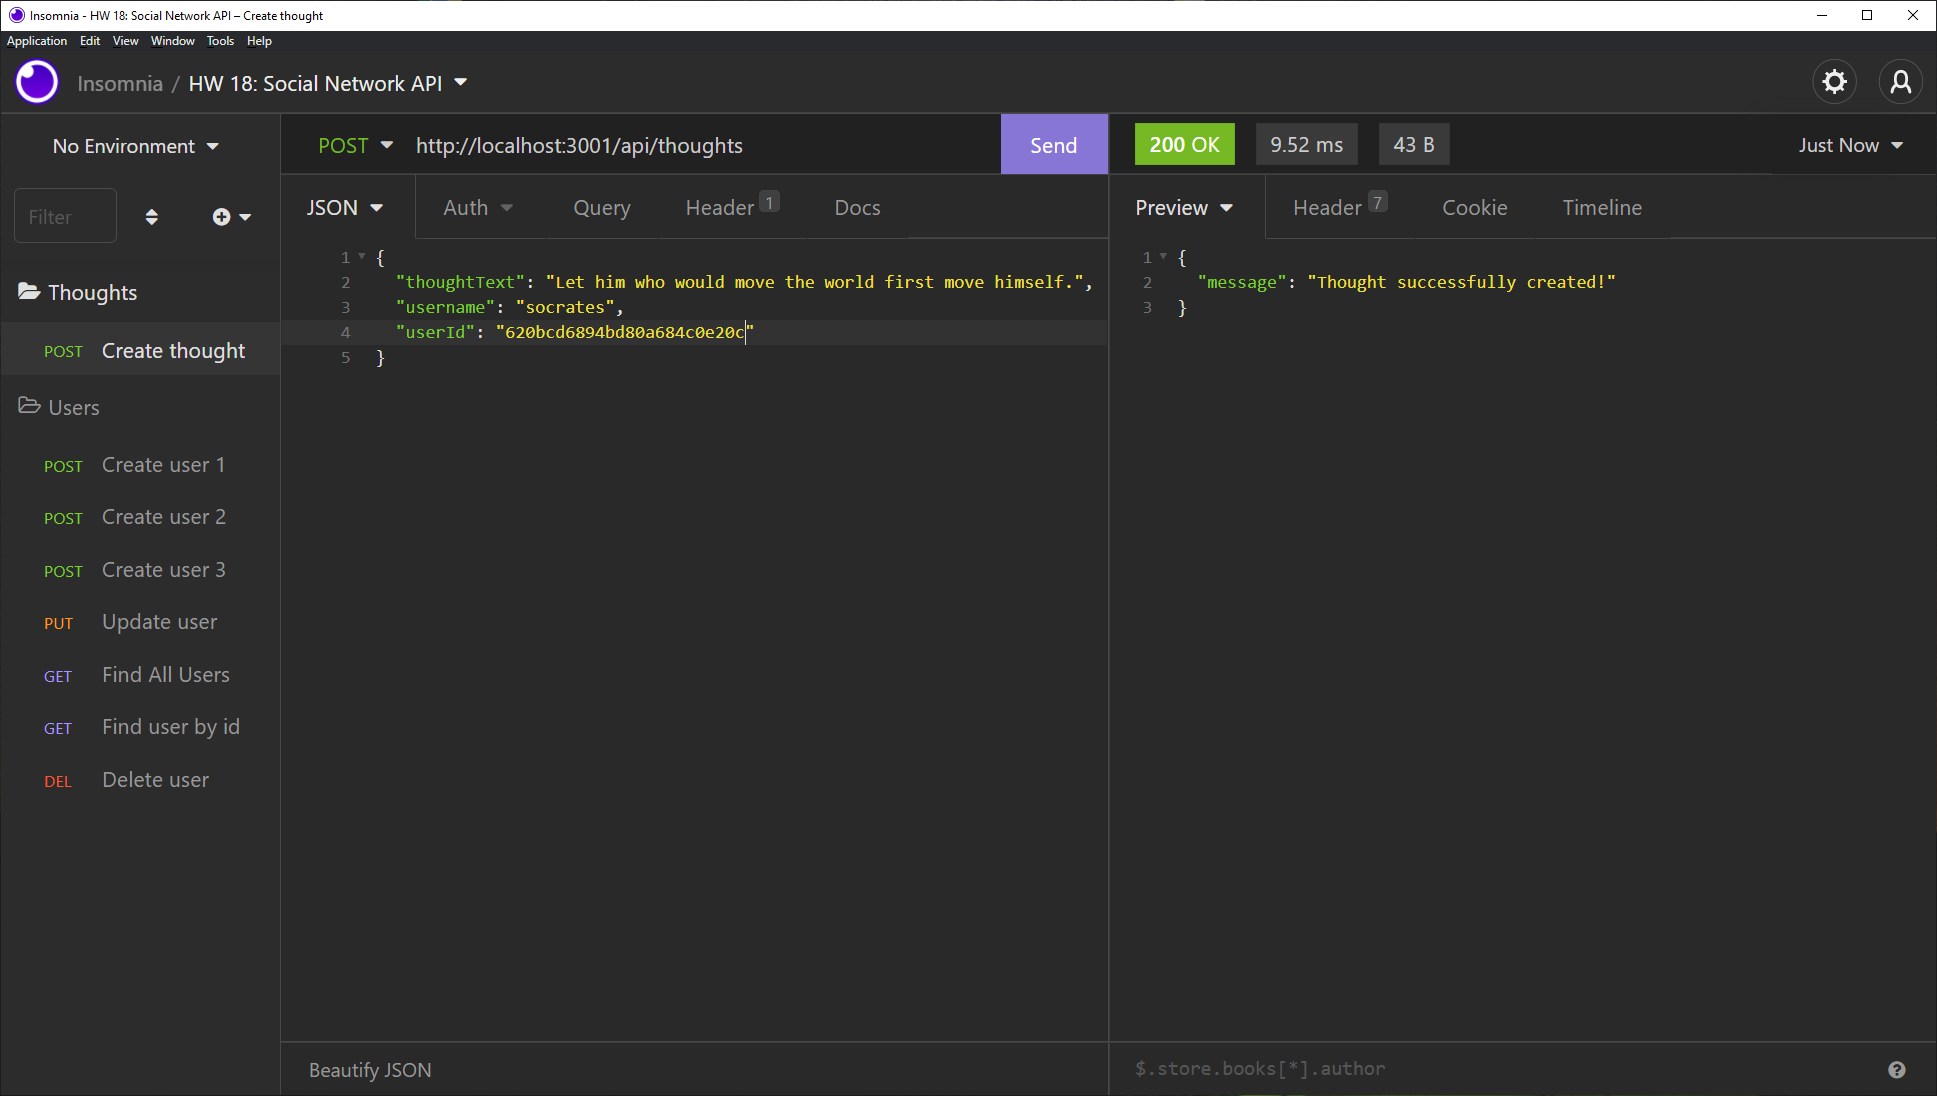 Insomnia - HW 18: Social Network API – Create thought
Application Edit View Window Tools Help
Insomnia / HW 18: Social Network API
No Environment
Filter
Thoughts
POST Create thought
Users
POST Create user 1
POST Create user 2
POST Create user 3
PUT Update user
GET Find All Users
GET Find user by id
DEL Delete user
POST http://localhost:3001/api/thoughts Send
JSON Auth Query Header 1 Docs
1 {
2 "thoughtText": "Let him who would move the world first move himself.",
3 "username": "socrates",
4 "userId": "620bcd6894bd80a684c0e20c"
5 }
Beautify JSON
200 OK 9.52 ms 43 B Just Now
Preview Header 7 Cookie Timeline
1 {
2 "message": "Thought successfully created!"
3 }
$.store.books[*].author
?